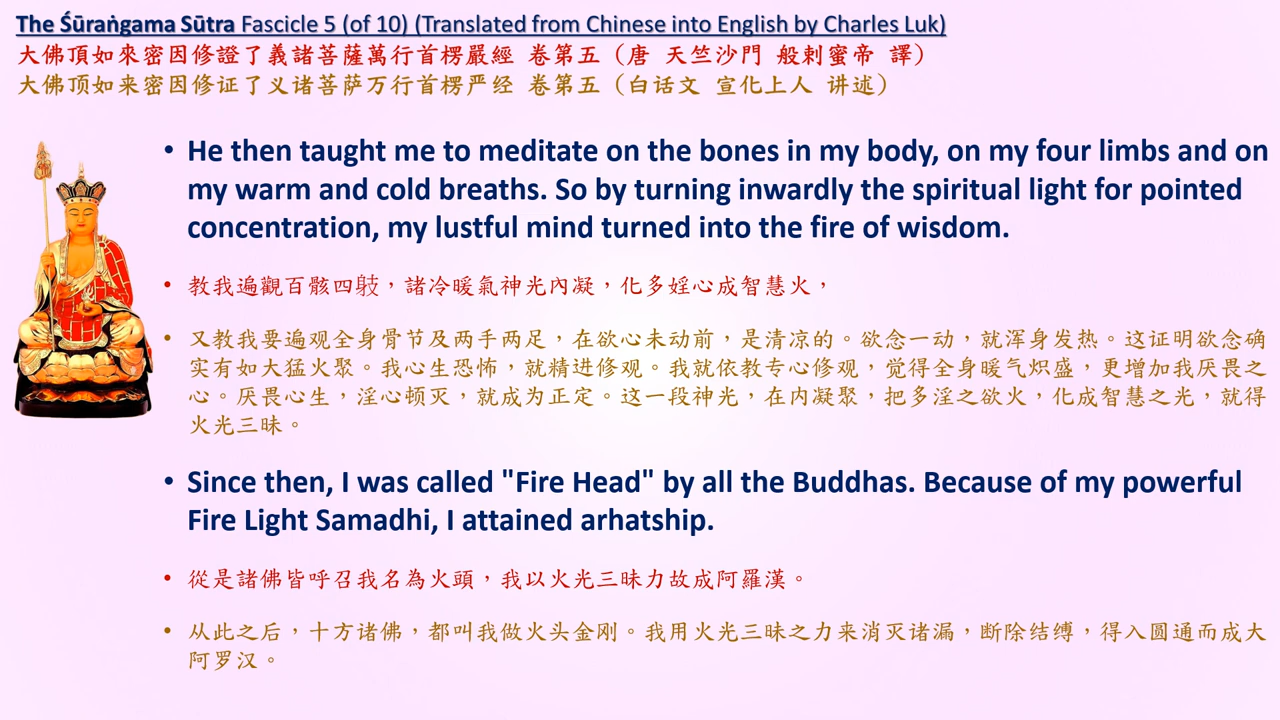 The Śūraṅgama Sūtra Fascicle 5 (of 10) (Translated from Chinese into English by Charles Luk)
大佛頂如來密因修證了義諸菩薩萬行首楞嚴經 卷第五（唐 天竺沙門 般剌蜜帝 譯）
大佛顶如来密因修证了义诸菩萨万行首楞严经 卷第五（白话文 宣化上人 讲述）
• He then taught me to meditate on the bones in my body, on my four limbs and on
my warm and cold breaths. So by turning inwardly the spiritual light for pointed
concentration, my lustful mind turned into the fire of wisdom.
• 教我遍觀百骸四䏢，諸冷暖氣神光內凝，化多婬心成智慧火，
• 又教我要遍观全身骨节及两手两足，在欲心未动前，是清凉的。欲念一动，就浑身发热。这证明欲念确
实有如大猛火聚。我心生恐怖，就精进修观。我就依教专心修观，觉得全身暖气炽盛，更增加我厌畏之
心。厌畏心生，淫心顿灭，就成为正定。这一段神光，在内凝聚，把多淫之欲火，化成智慧之光，就得
火光三昧。
• Since then, I was called "Fire Head" by all the Buddhas. Because of my powerful
Fire Light Samadhi, I attained arhatship.
• 從是諸佛皆呼召我名為火頭，我以火光三昧力故成阿羅漢。
• 从此之后，十方诸佛，都叫我做火头金刚。我用火光三昧之力来消灭诸漏，断除结缚，得入圆通而成大
阿罗汉。